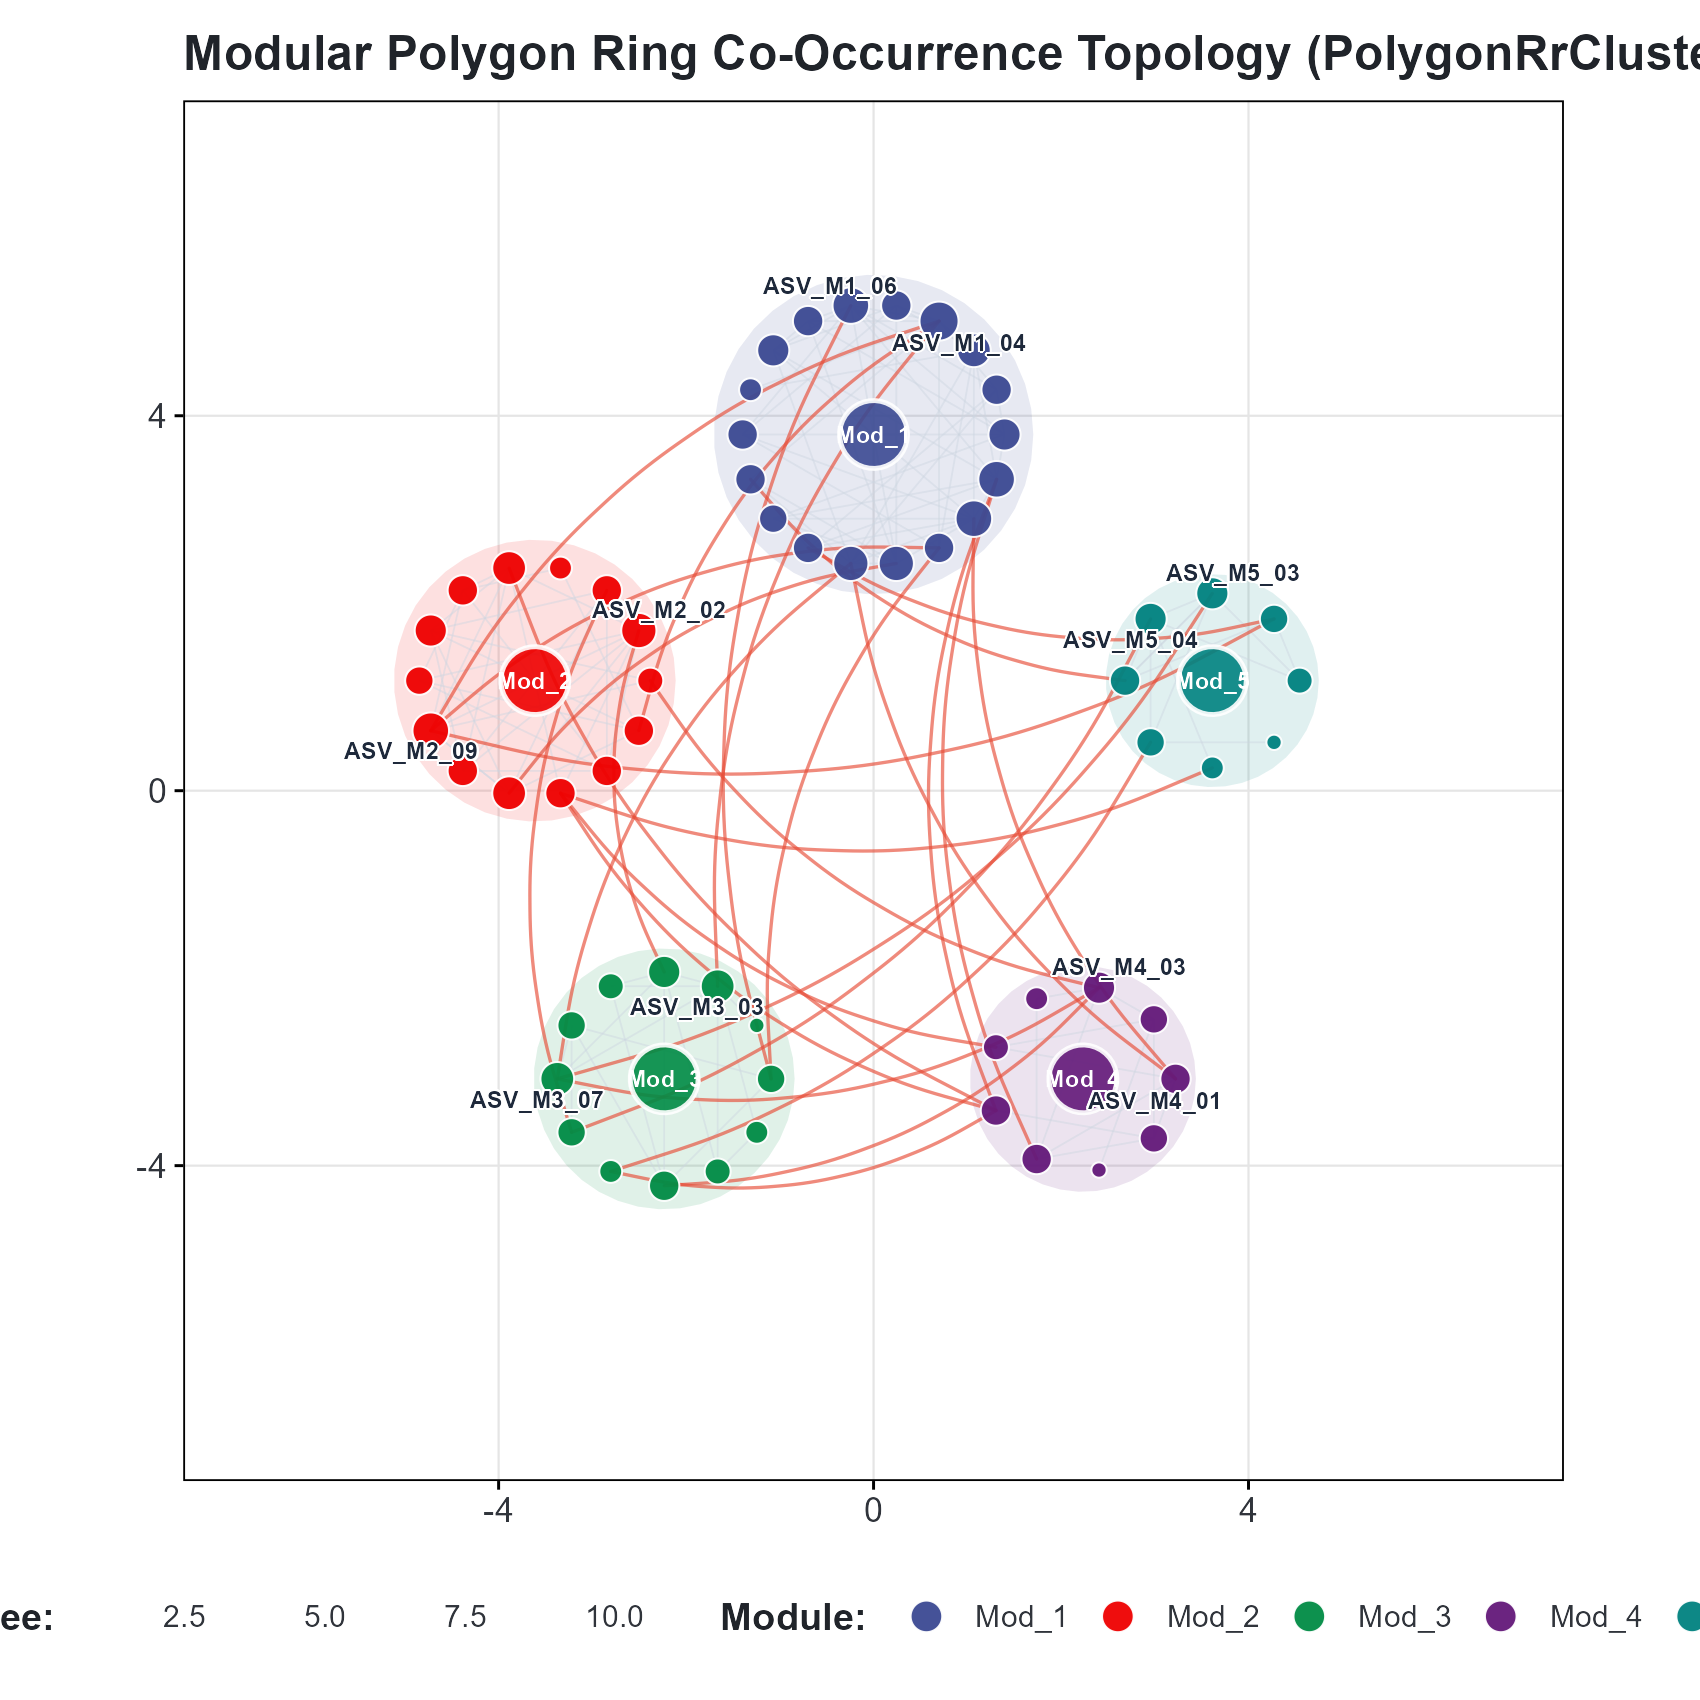 Modular Polygon Ring Co-Occurrence Topology (PolygonRrCluste
ASV_M1_06
ASV_M1_04
4
Mod_1
ASV_M5_03
ASV_M2_02
ASV_M5_04
Mod_2
Mod_5
ASV_M2_09
0
ASV_M4_03
ASV_M3_03
Mod_3
Mod_4
ASV_M3_07
ASV_M4_01
-4
-4 0 4
ee: 2.5 5.0 7.5 10.0 Module: Mod_1 Mod_2 Mod_3 Mod_4